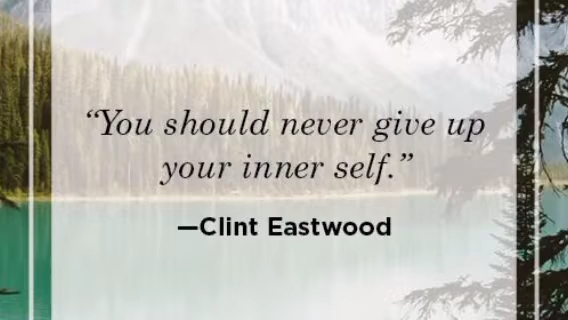 “You should never give up
your inner self.”
—Clint Eastwood